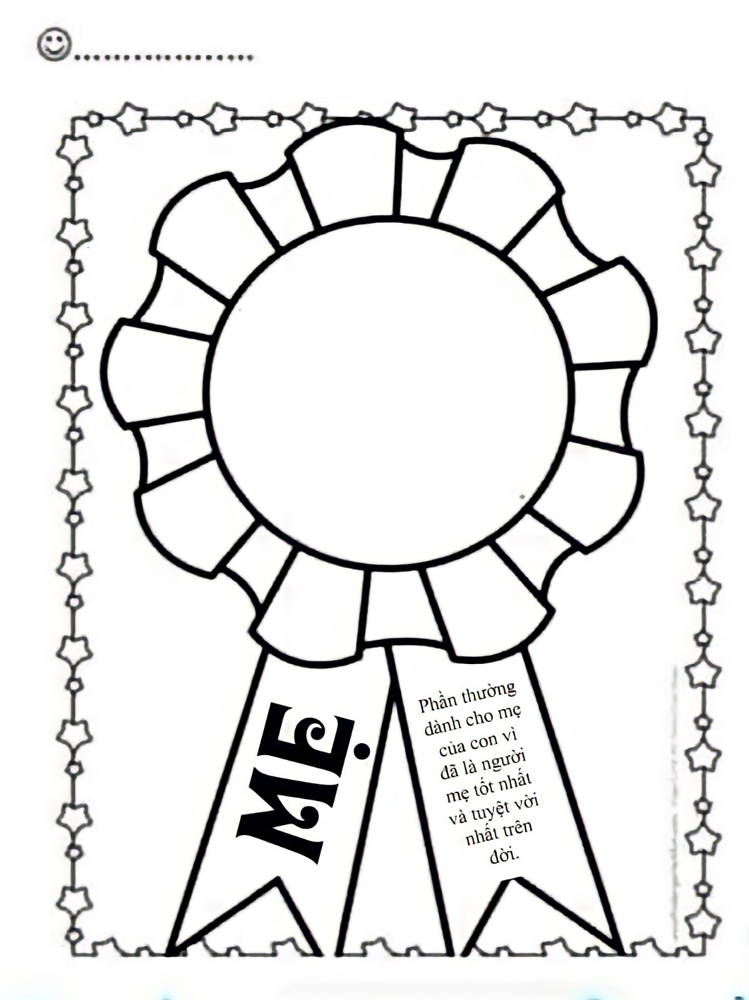 MẸ
Phần thưởng
dành cho mẹ
của con vì
đã là người
mẹ tốt nhất
và tuyệt vời
nhất trên
đời.